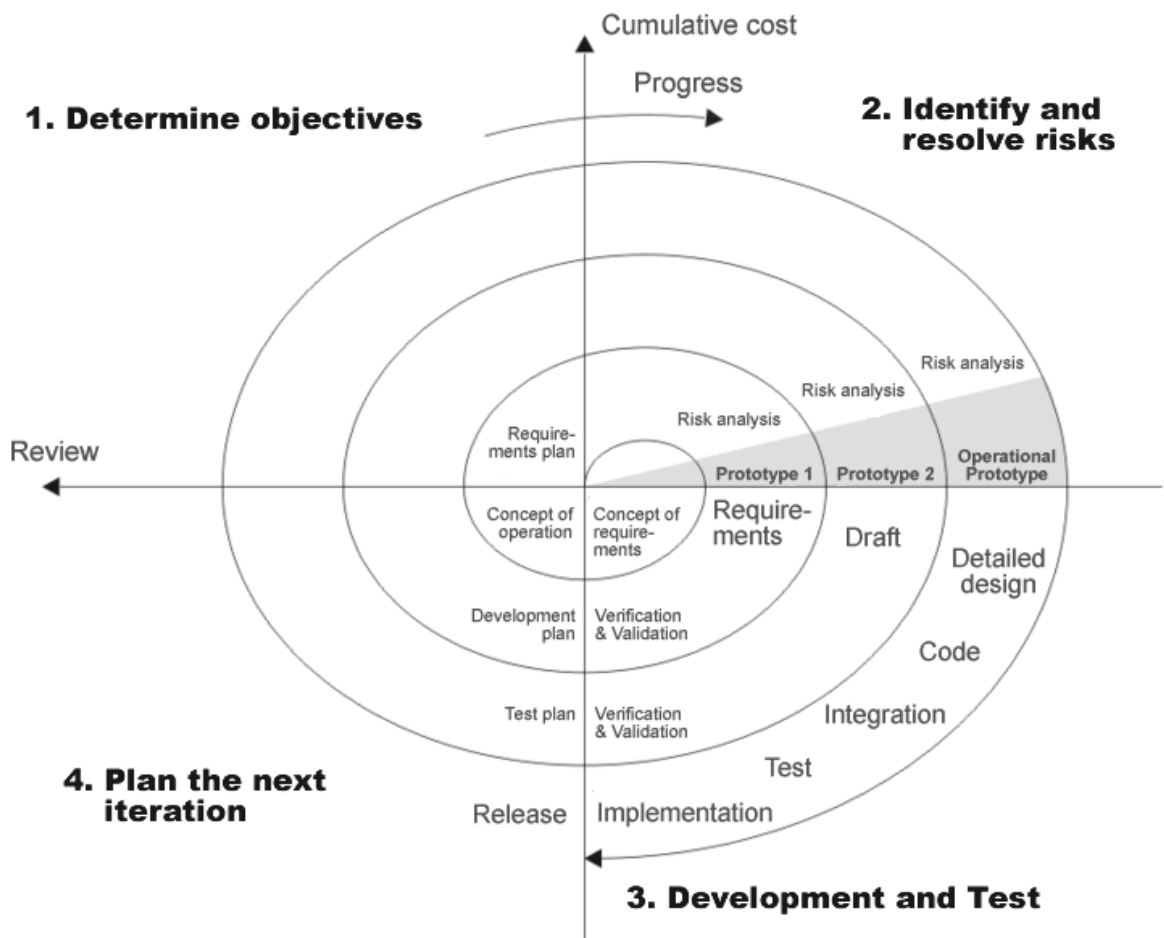 Cumulative cost
Progress
1. Determine objectives
2. Identify and
resolve risks
Risk analysis
Risk analysis
Risk analysis
Require-
ments plan
Review
Prototype 1
Prototype 2
Operational
Prototype
Concept of
operation
Concept of
require-
ments
Require-
ments
Draft
Detailed
design
Development
plan
Verification
& Validation
Code
Test plan
Verification
& Validation
Integration
Test
4. Plan the next
iteration
Release
Implementation
3. Development and Test